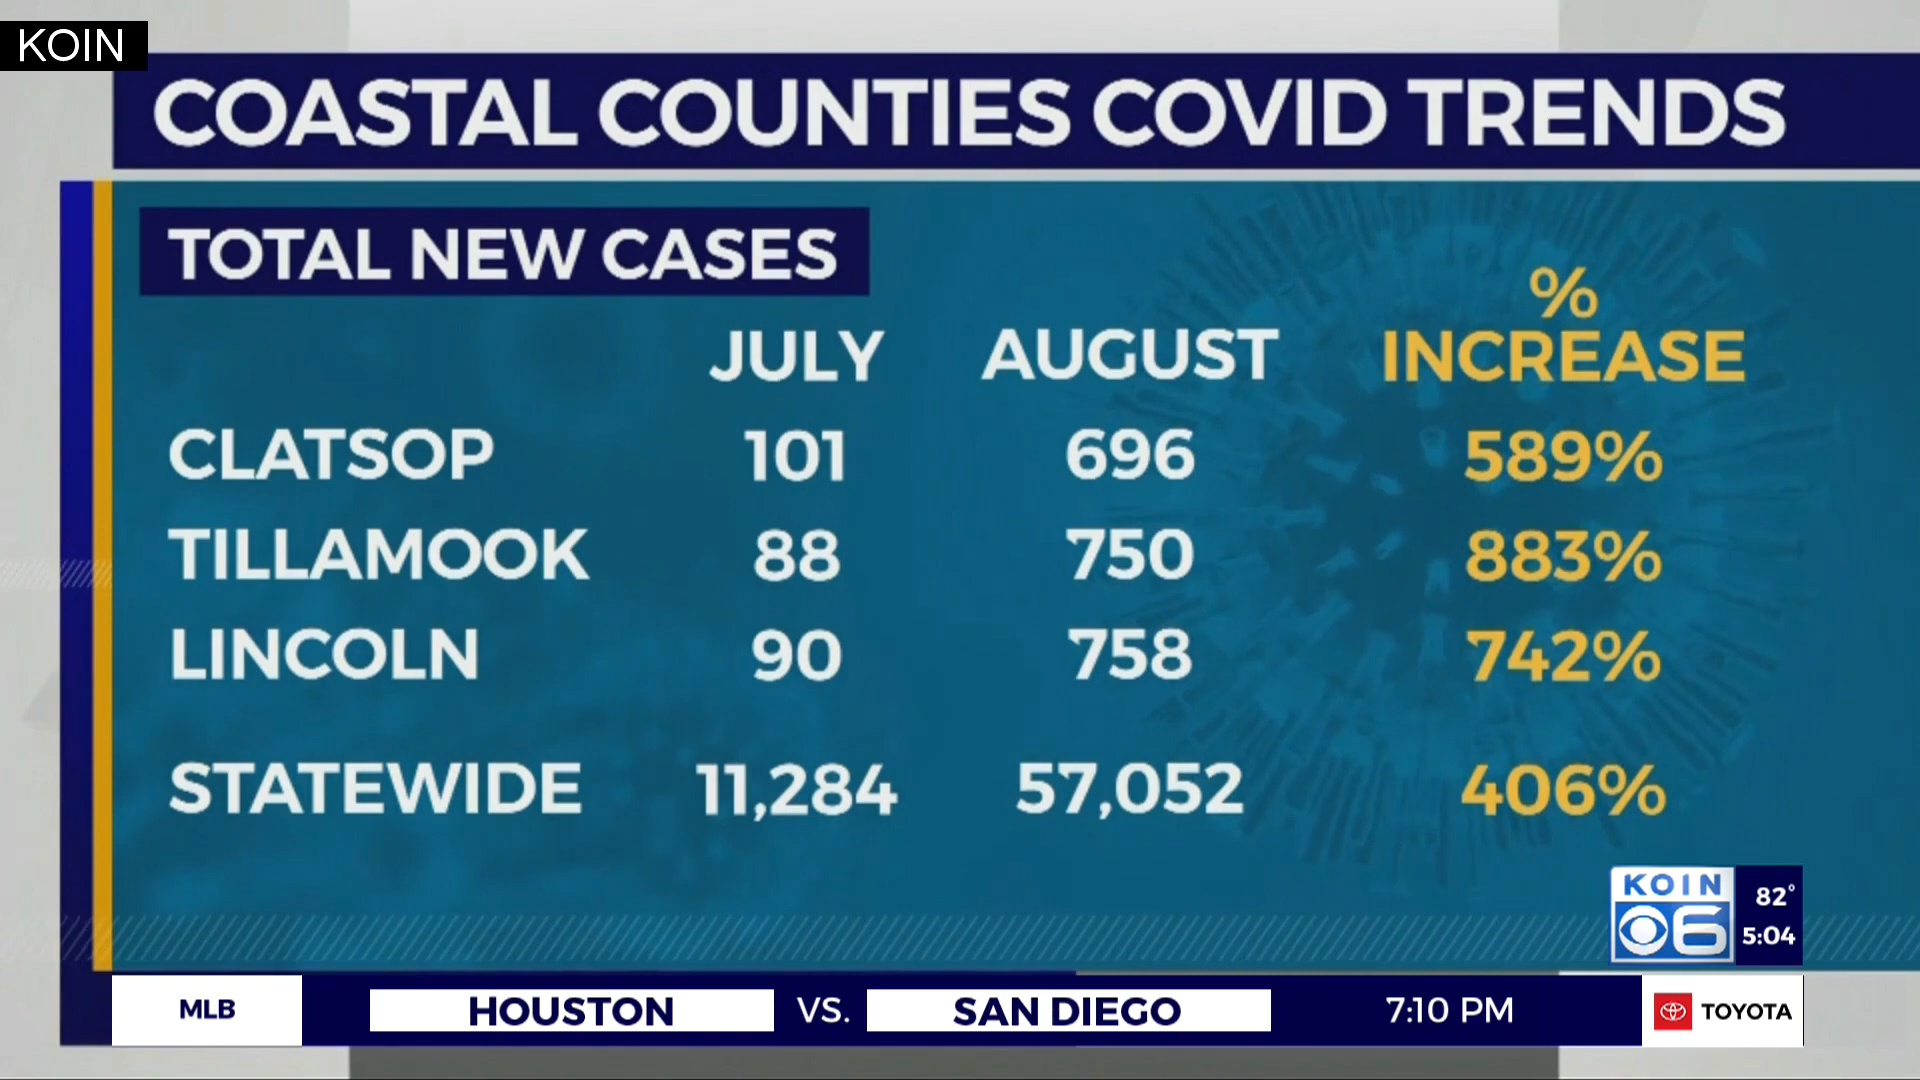 KOIN
COASTAL COUNTIES COVID TRENDS
TOTAL NEW CASES
JULY AUGUST % INCREASE
CLATSOP 101 696 589%
TILLAMOOK 88 750 883%
LINCOLN 90 758 742%
STATEWIDE 11,284 57,052 406%
KOIN 6
82°
5:04
MLB HOUSTON VS. SAN DIEGO 7:10 PM TOYOTA